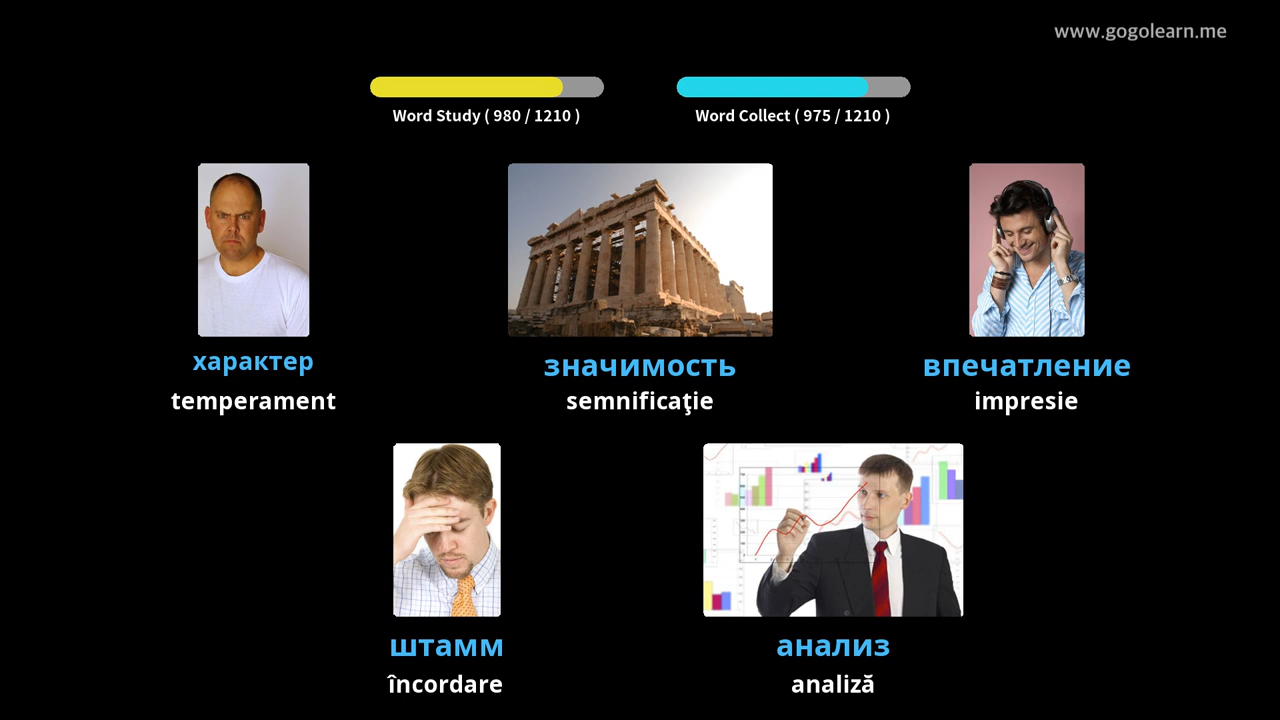 www.gogolearn.me
Word Study ( 980 / 1210 )
Word Collect ( 975 / 1210 )
характер
temperament
значимость
semnificaţie
впечатление
impresie
штамм
încordare
анализ
analiză